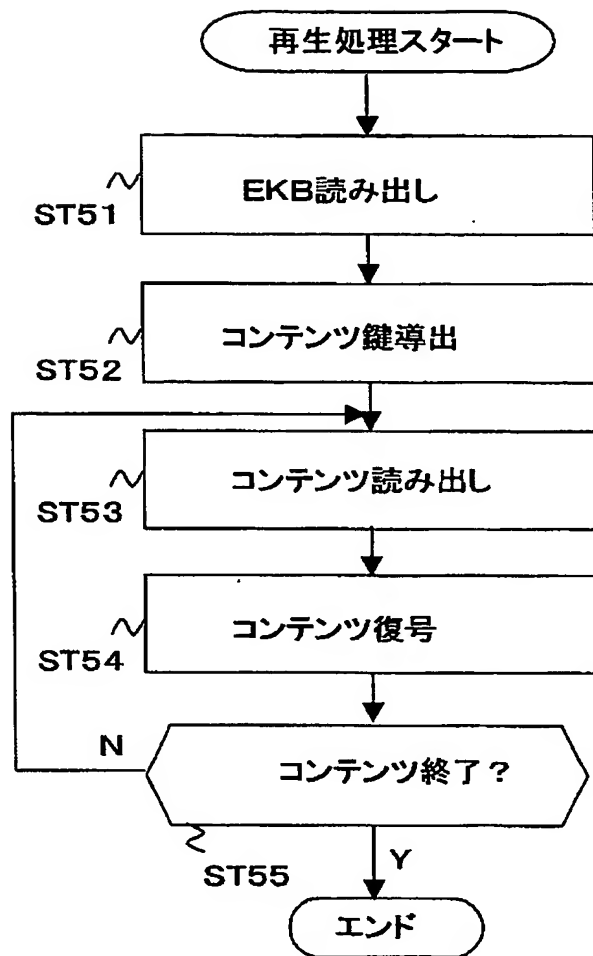 再生処理スタート
EKB読み出し
ST51
コンテンツ鍵導出
ST52
コンテンツ読み出し
ST53
コンテンツ復号
ST54
N
コンテンツ終了?
ST55
Y
エンド